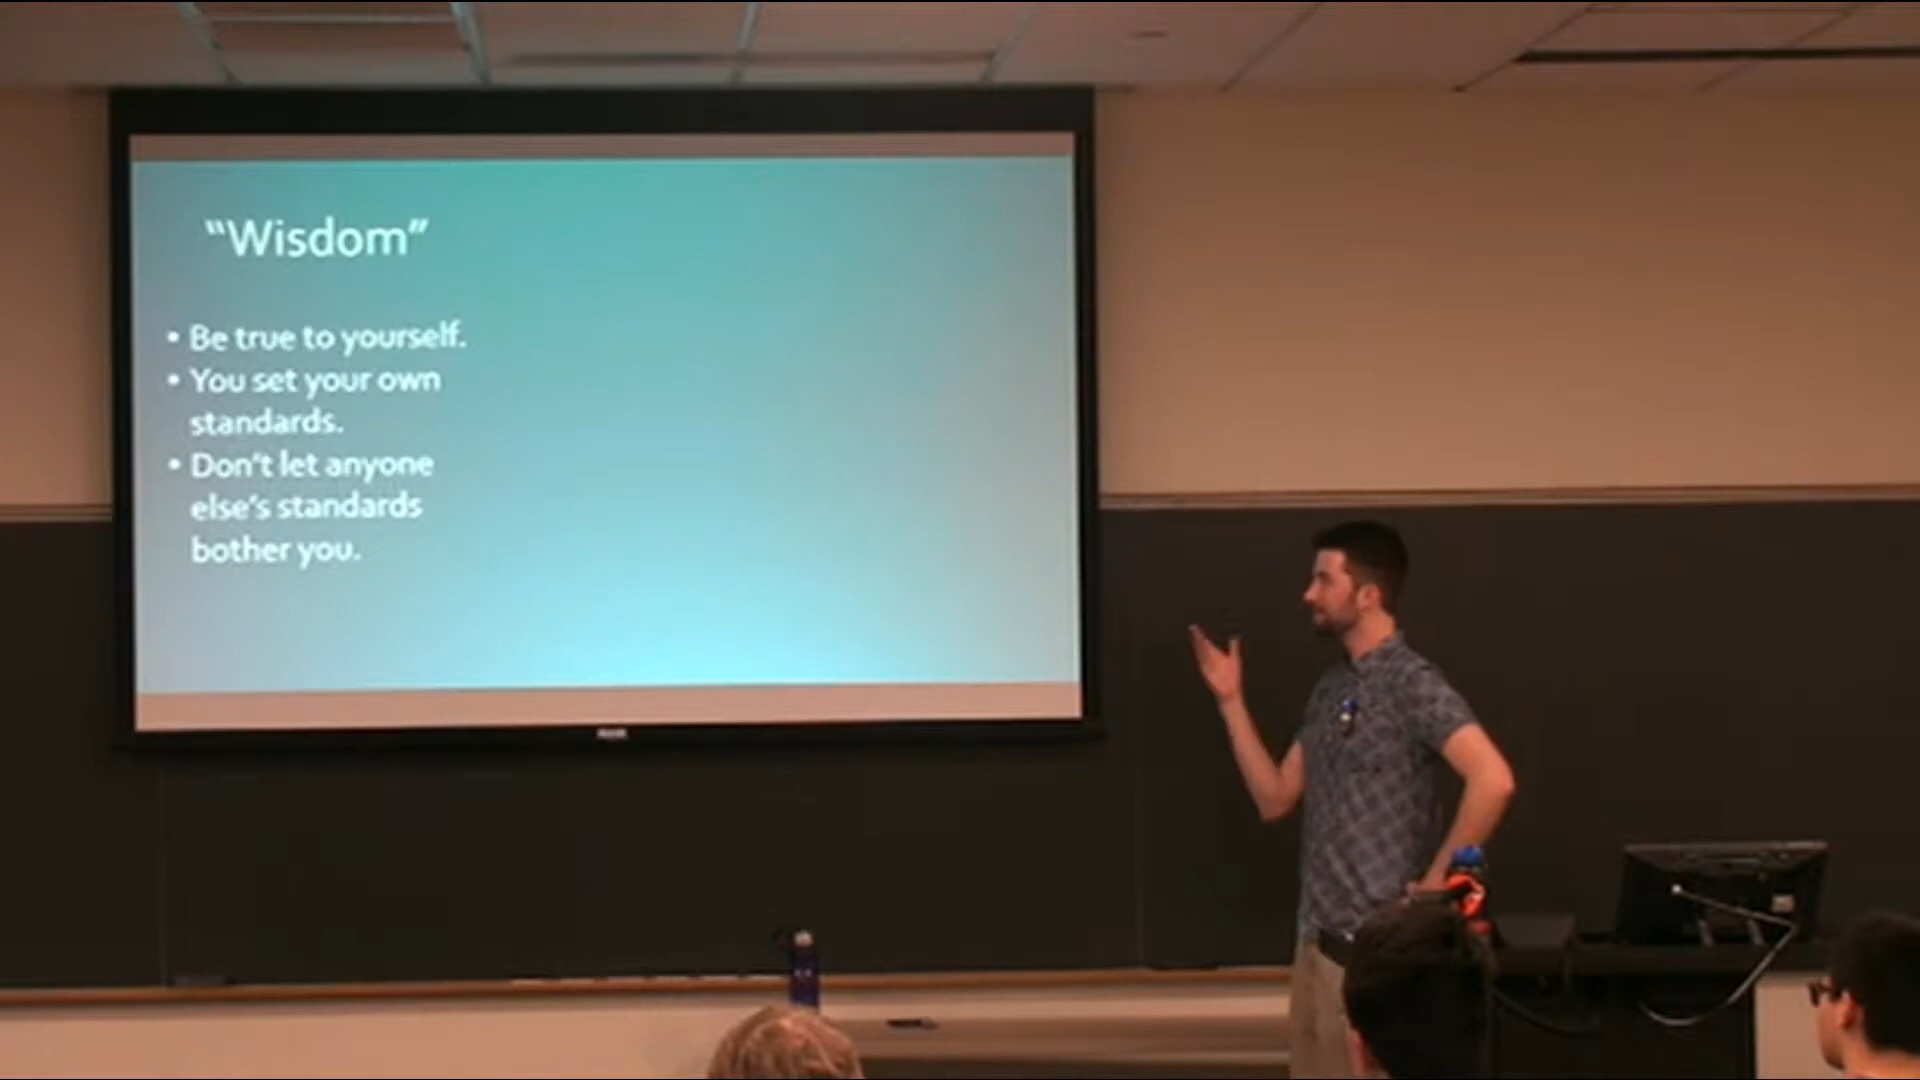 “Wisdom”
• Be true to yourself.
• You set your own
standards.
• Don't let anyone
else's standards
bother you.